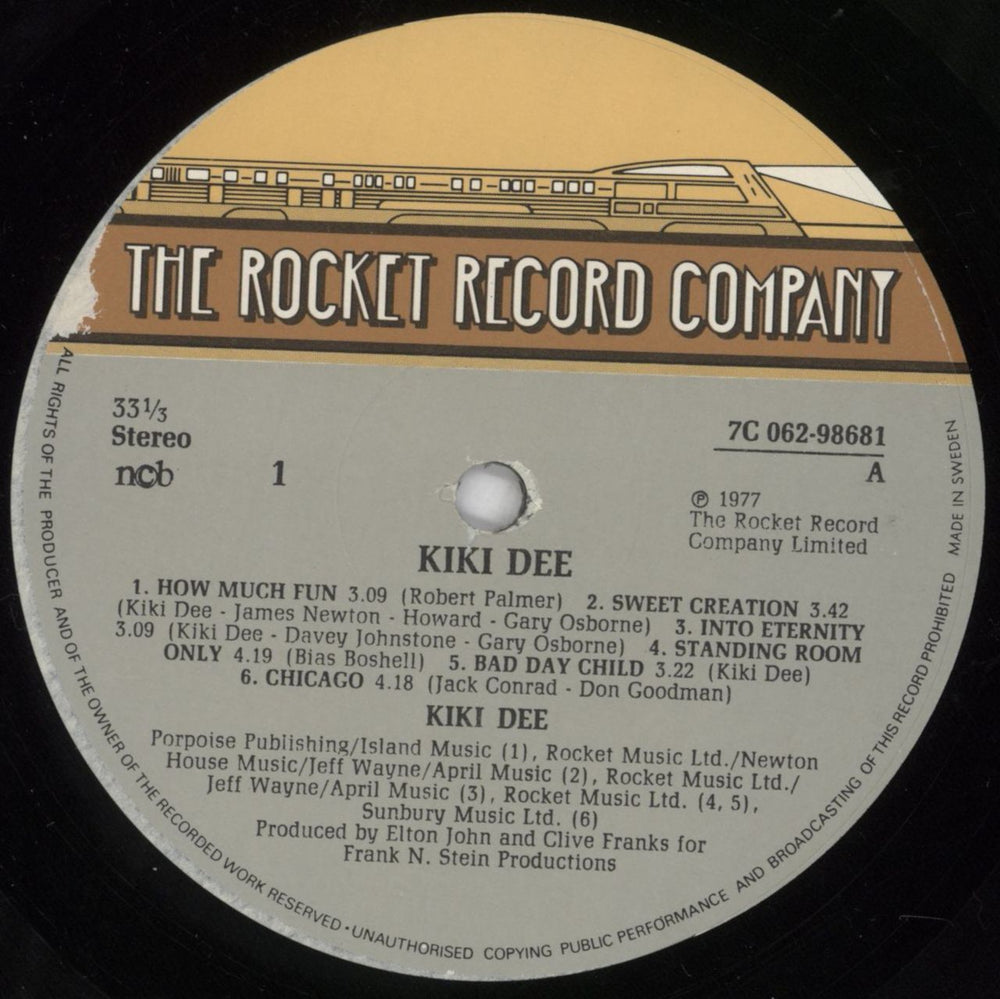 THE ROCKET RECORD COMPANY
33⅓
Stereo
ncb
1
7C 062-98681
A
℗ 1977
The Rocket Record
Company Limited
KIKI DEE
1. HOW MUCH FUN 3.09 (Robert Palmer) 2. SWEET CREATION 3.42
(Kiki Dee - James Newton - Howard - Gary Osborne) 3. INTO ETERNITY
3.09 (Kiki Dee - Davey Johnstone - Gary Osborne) 4. STANDING ROOM
ONLY 4.19 (Bias Boshell) 5. BAD DAY CHILD 3.22 (Kiki Dee)
6. CHICAGO 4.18 (Jack Conrad - Don Goodman)
KIKI DEE
Porpoise Publishing/Island Music (1), Rocket Music Ltd./Newton
House Music/Jeff Wayne/April Music (2), Rocket Music Ltd./
Jeff Wayne/April Music (3), Rocket Music Ltd. (4, 5),
Sunbury Music Ltd. (6)
Produced by Elton John and Clive Franks for
Frank N. Stein Productions
ALL RIGHTS OF THE PRODUCER AND OF THE OWNER OF THE RECORDED WORK RESERVED · UNAUTHORISED COPYING PUBLIC PERFORMANCE AND BROADCASTING OF THIS RECORD PROHIBITED MADE IN SWEDEN